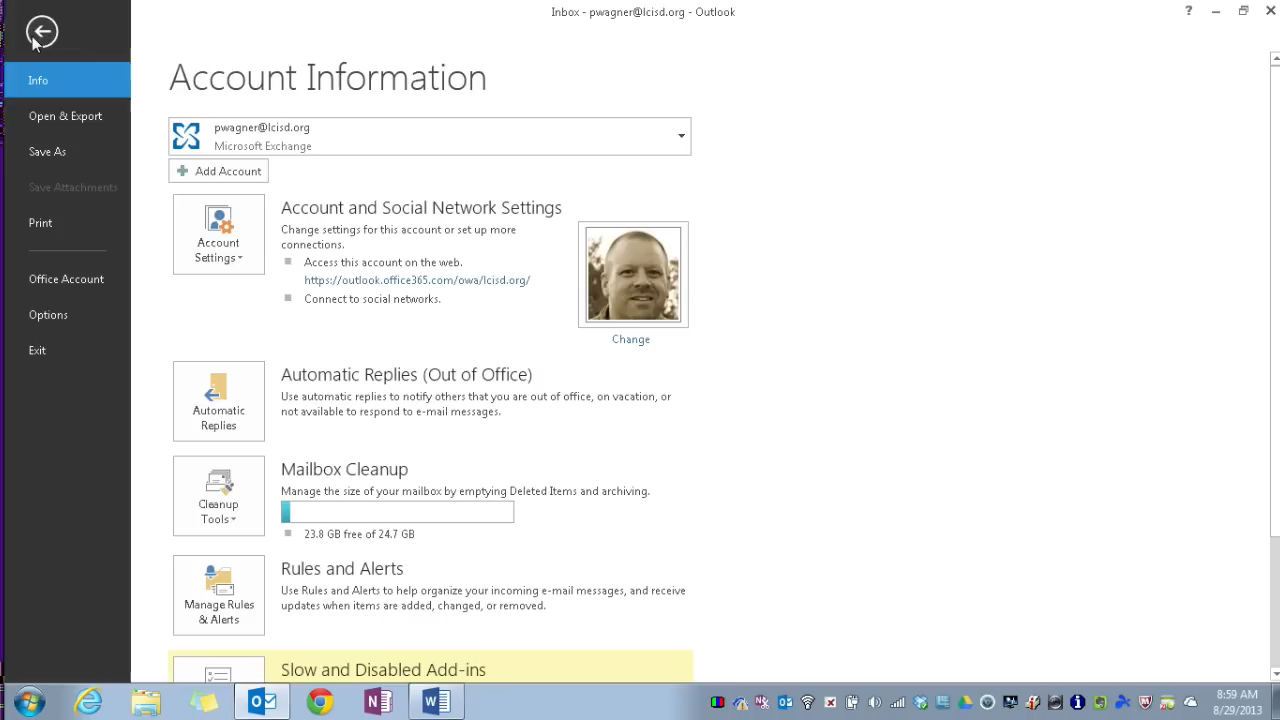 Inbox - pwagner@lcisd.org - Outlook
?
Info
Open & Export
Save As
Save Attachments
Print
Office Account
Options
Exit
Account Information
pwagner@lcisd.org
Microsoft Exchange
Add Account
Account
Settings
Account and Social Network Settings
Change settings for this account or set up more
connections.
Access this account on the web.
https://outlook.office365.com/owa/lcisd.org/
Connect to social networks.
Change
Automatic
Replies
Automatic Replies (Out of Office)
Use automatic replies to notify others that you are out of office, on vacation, or
not available to respond to e-mail messages.
Cleanup
Tools
Mailbox Cleanup
Manage the size of your mailbox by emptying Deleted Items and archiving.
23.8 GB free of 24.7 GB
Manage Rules
& Alerts
Rules and Alerts
Use Rules and Alerts to help organize your incoming e-mail messages, and receive
updates when items are added, changed, or removed.
Slow and Disabled Add-ins
8:59 AM
8/29/2013